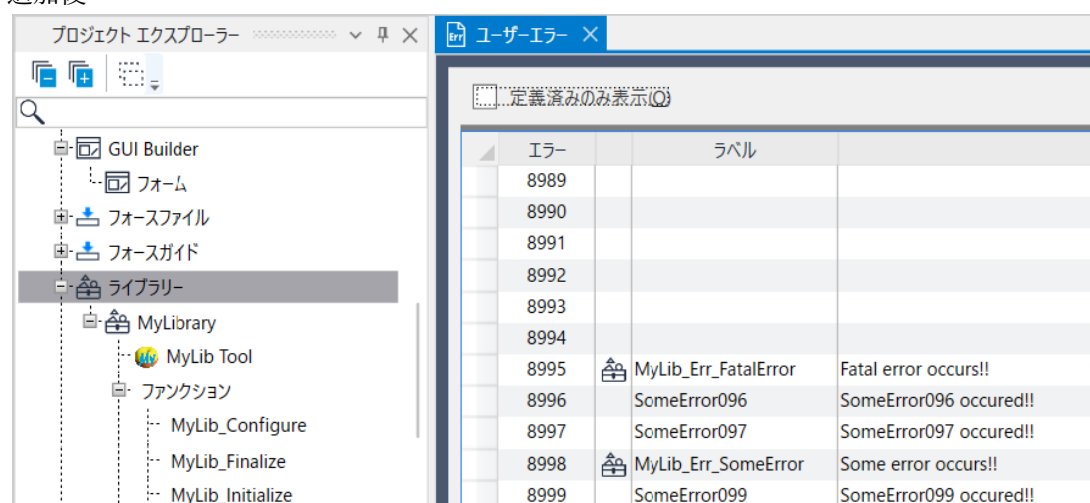 プロジェクト エクスプローラー
GUI Builder
フォーム
フォースファイル
フォースガイド
ライブラリー
MyLibrary
MyLib Tool
ファンクション
MyLib_Configure
MyLib_Finalize
MyLib_Initialize
Err ユーザーエラー
定義済みのみ表示(O)
エラー ラベル
8989
8990
8991
8992
8993
8994
8995 MyLib_Err_FatalError Fatal error occurs!!
8996 SomeError096 SomeError096 occured!!
8997 SomeError097 SomeError097 occured!!
8998 MyLib_Err_SomeError Some error occurs!!
8999 SomeError099 SomeError099 occured!!